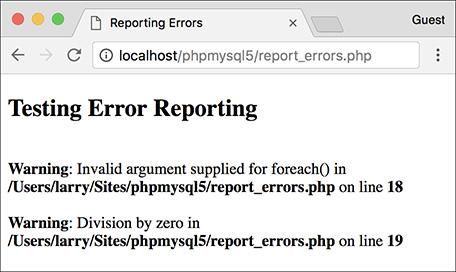 Reporting Errors
Guest
localhost/phpmysql5/report_errors.php
Testing Error Reporting
Warning: Invalid argument supplied for foreach() in
/Users/larry/Sites/phpmysql5/report_errors.php on line 18
Warning: Division by zero in
/Users/larry/Sites/phpmysql5/report_errors.php on line 19